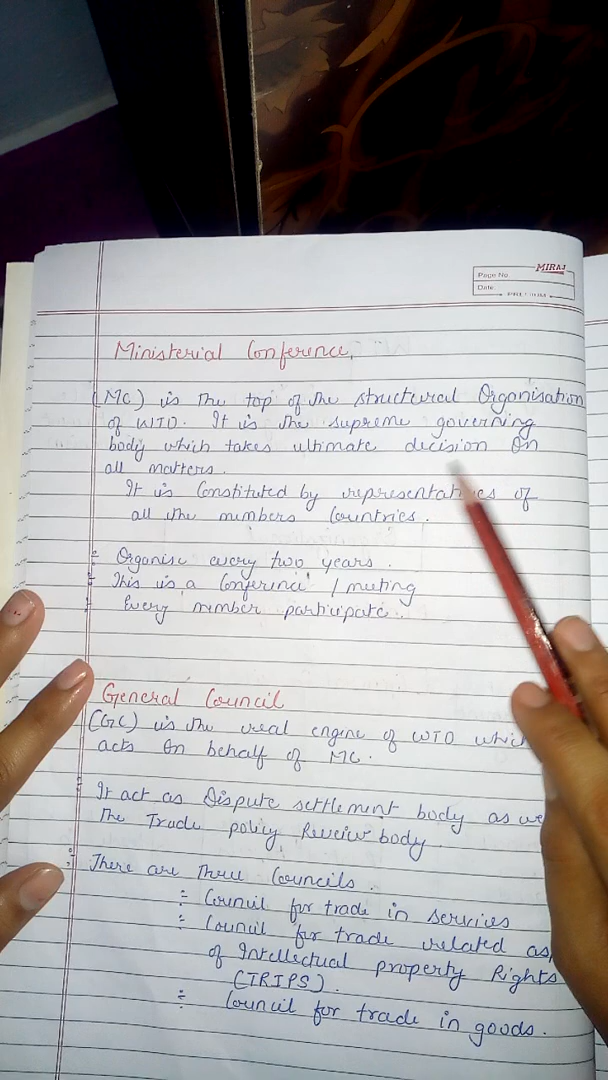 MIRAJ
Page No
Date
Ministerial Conference,
(MC) is the top of the structural Organisation
of WTO. It is the supreme governing
body which takes ultimate decision on
all matters.
It is Constituted by representatives of
all the members Countries.
Organise every two years.
This is a Conference / meeting
Every member participate.
General Council
(GC) is the real engine of WTO which
acts on behalf of MC.
It act as Dispute settlement body as we
The Trade policy Review body.
There are Three Councils.
÷ Council for trade in services
÷ Council for trade related as
of Intellectual property Rights
(TRIPS).
÷ Council for trade in goods.